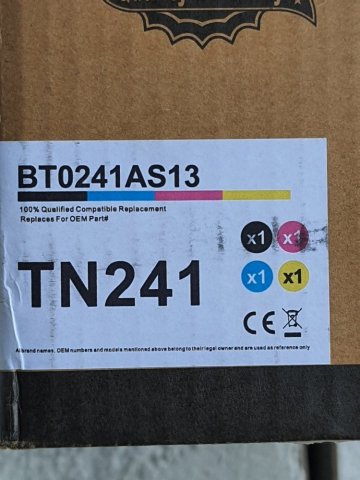 BT0241AS13
100% Qualified Compatible Replacement
Replaces For OEM Part#
x1 x1
TN241
x1 x1
CE
All brand names, OEM numbers and models mentioned above belong to their legal owner and are used as reference only